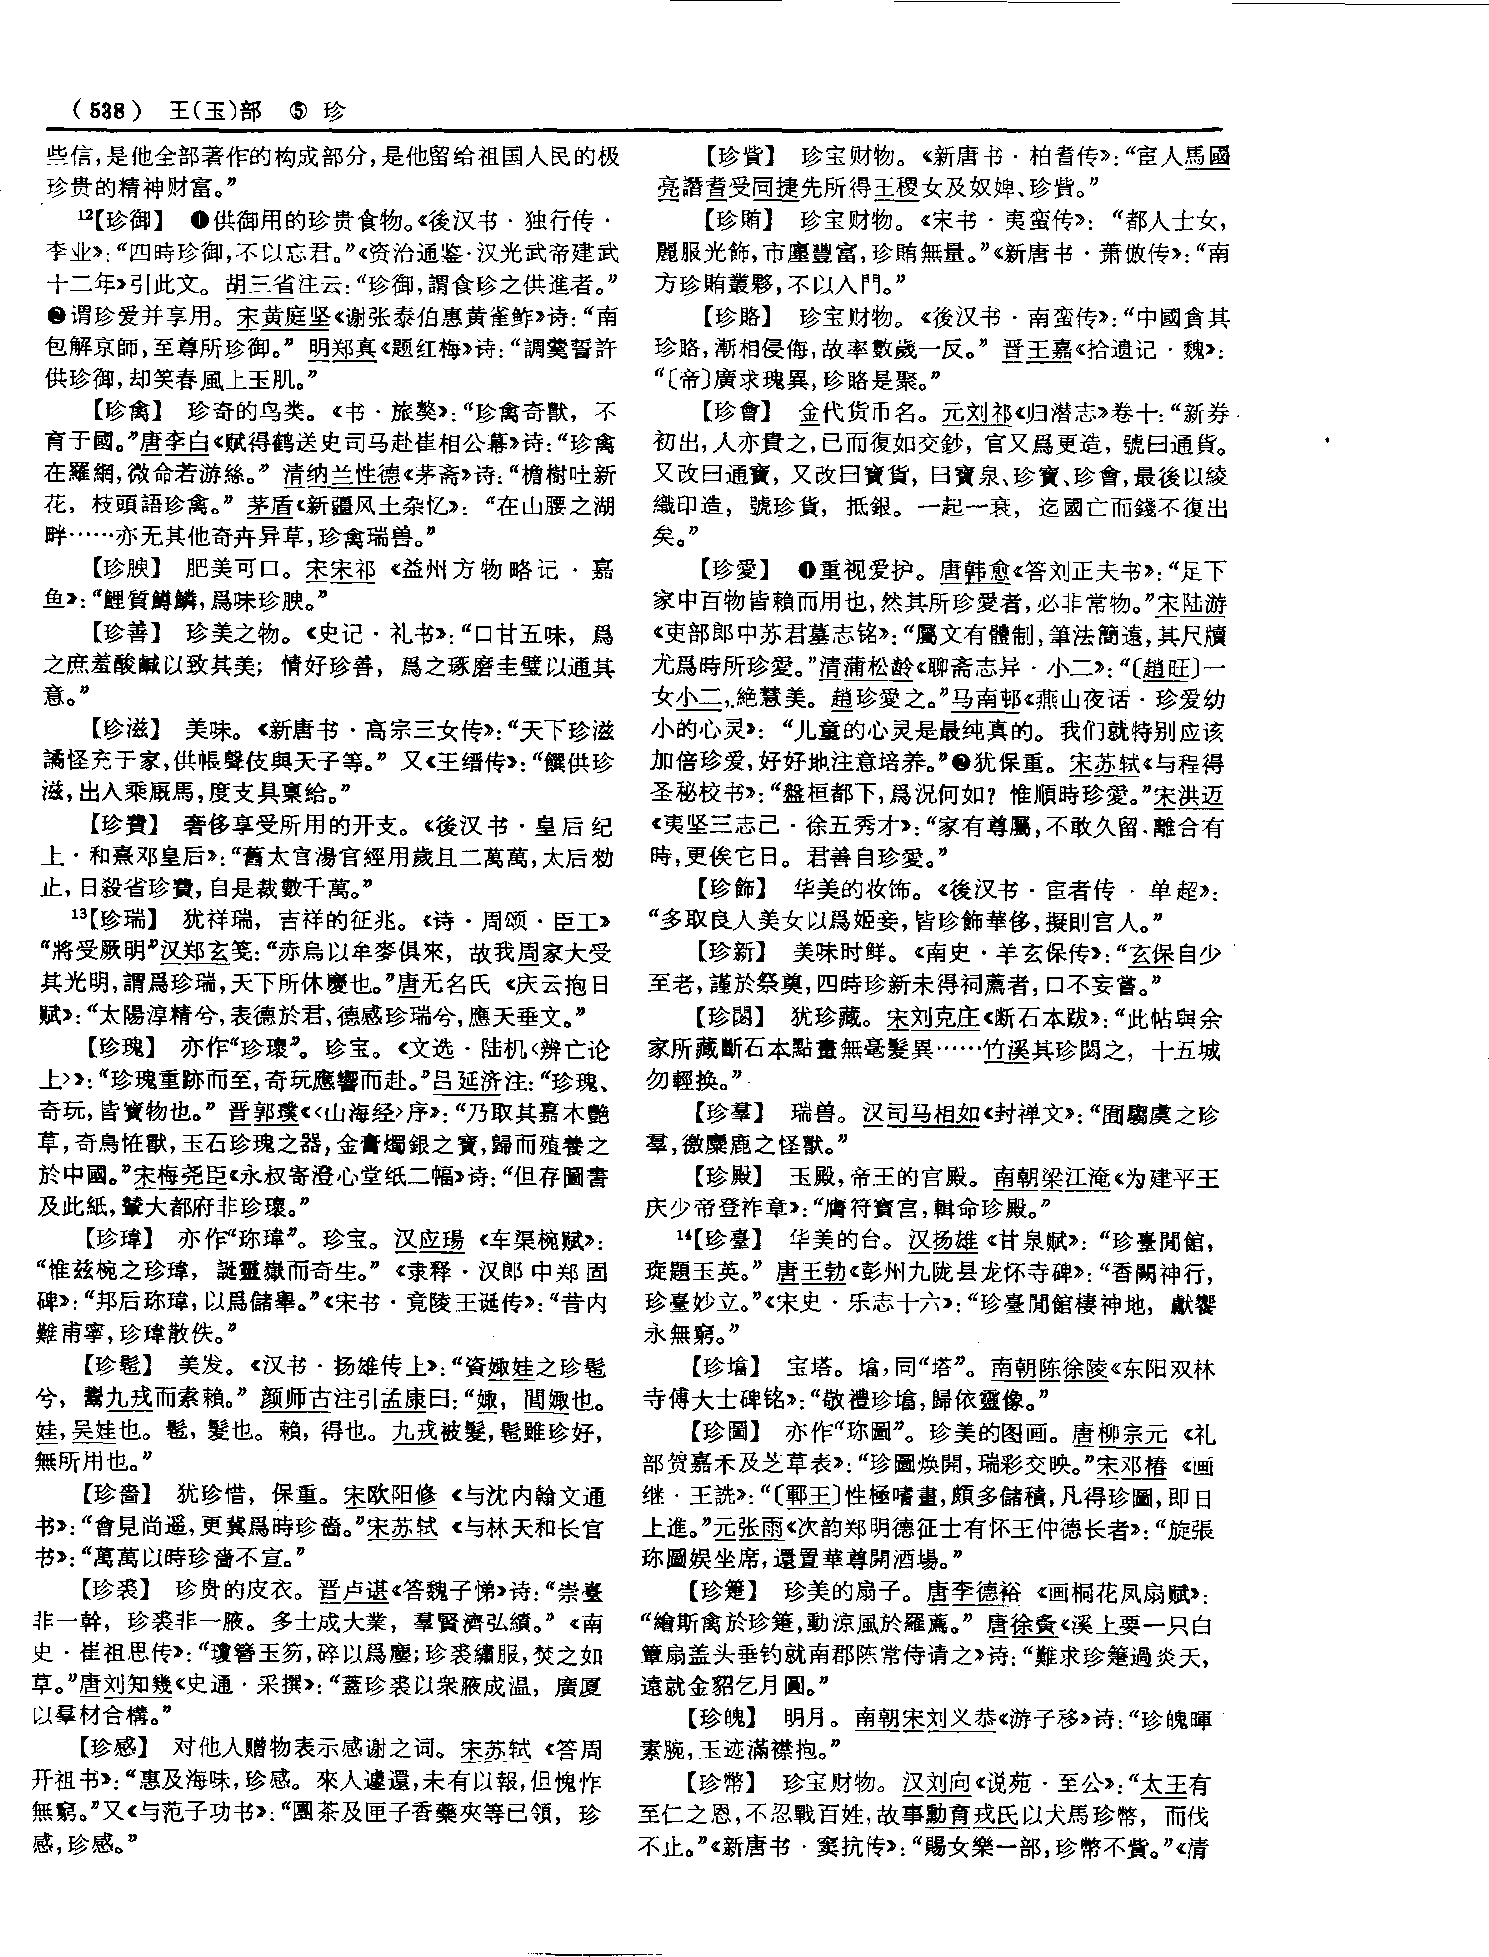 （538） 王(玉)部 ⑤ 珍
些信，是他全部著作的构成部分，是他留给祖国人民的极
珍贵的精神财富。”
12【珍御】 ❶供御用的珍贵食物。《後汉书·独行传·
李业》：“四時珍御，不以忘君。”《资治通鉴·汉光武帝建武
十二年》引此文。胡三省注云：“珍御，謂食珍之供進者。”
❷谓珍爱并享用。宋黄庭坚《谢张泰伯惠黄雀鲊》诗：“南
包解京師，至尊所珍御。” 明郑真《题红梅》诗：“調羹誓許
供珍御，却笑春風上玉肌。”
【珍禽】 珍奇的鸟类。《书·旅獒》：“珍禽奇獸，不
育于國。”唐李白《赋得鹤送史司马赴崔相公幕》诗：“珍禽
在羅網，微命若游絲。” 清纳兰性德《茅斋》诗：“檐樹吐新
花，枝頭語珍禽。” 茅盾《新疆风土杂忆》：“在山腰之湖
畔……亦无其他奇卉异草，珍禽瑞兽。”
【珍腴】 肥美可口。宋宋祁《益州方物略记·嘉
鱼》：“鯉質鱒鱗，爲味珍腴。”
【珍善】 珍美之物。《史记·礼书》：“口甘五味，爲
之庶羞酸鹹以致其美；情好珍善，爲之琢磨圭璧以通其
意。”
【珍滋】 美味。《新唐书·高宗三女传》：“天下珍滋
譎怪充于家，供帳聲伎與天子等。” 又《王缙传》：“饌供珍
滋，出入乘厩馬，度支具稟給。”
【珍費】 奢侈享受所用的开支。《後汉书·皇后纪
上·和熹邓皇后》：“舊太官湯官經用歲且二萬萬，太后勑
止，日殺省珍費，自是裁數千萬。”
13【珍瑞】 犹祥瑞，吉祥的征兆。《诗·周颂·臣工》
“將受厥明”汉郑玄笺：“赤烏以牟麥俱來，故我周家大受
其光明，謂爲珍瑞，天下所休慶也。”唐无名氏《庆云抱日
赋》：“太陽淳精兮，表德於君、德感珍瑞兮，應天垂文。”
【珍瑰】 亦作“珍瓌”。珍宝。《文选·陆机〈辨亡论
上〉》：“珍瑰重跡而至，奇玩應響而赴。”吕延济注：“珍瑰、
奇玩，皆寶物也。” 晋郭璞《〈山海经〉序》：“乃取其嘉木艷
草，奇鳥恠獸，玉石珍瑰之器，金膏燭銀之寶，歸而殖養之
於中國。”宋梅尧臣《永叔寄澄心堂纸二幅》诗：“但存圖書
及此紙，輦大都府非珍瓌。”
【珍瑋】 亦作“珎瑋”。珍宝。汉应瑒《车渠椀赋》：
“惟兹椀之珍瑋，誕靈嶽而奇生。”《隶释·汉郎中郑固
碑》：“邦后珎瑋，以爲儲舉。”《宋书·竟陵王诞传》：“昔内
難甫寧，珍瑋散佚。”
【珍髢】 美发。《汉书·扬雄传上》：“資娵娃之珍髢
兮，鬻九戎而索賴。” 颜师古注引孟康曰：“娵，閭娵也。
娃，吴娃也。髢，髮也。賴，得也。九戎被髮，髢雖珍好，
無所用也。”
【珍嗇】 犹珍惜，保重。宋欧阳修《与沈内翰文通
书》：“會見尚遥，更冀爲時珍嗇。”宋苏轼《与林天和长官
书》：“萬萬以時珍嗇不宣。”
【珍裘】 珍贵的皮衣。晋卢谌《答魏子悌》诗：“崇臺
非一幹，珍裘非一腋。多士成大業，羣賢濟弘績。”《南
史·崔祖思传》：“瓊簪玉笏，碎以爲塵；珍裘繡服，焚之如
草。”唐刘知幾《史通·采撰》：“蓋珍裘以衆腋成温，廣厦
以羣材合構。”
【珍感】 对他人赠物表示感谢之词。宋苏轼《答周
开祖书》：“惠及海味，珍感。來人遽還，未有以報，但愧怍
無窮。”又《与范子功书》：“團茶及匣子香藥夾等已領，珍
感，珍感。”
【珍貲】 珍宝财物。《新唐书·柏耆传》：“宦人馬國
亮譖耆受同捷先所得王稷女及奴婢、珍貲。”
【珍賄】 珍宝财物。《宋书·夷蛮传》：“都人士女，
麗服光飾，市廛豐富，珍賄無量。”《新唐书·萧倣传》：“南
方珍賄叢夥，不以入門。”
【珍賂】 珍宝财物。《後汉书·南蛮传》：“中國貪其
珍賂，漸相侵侮，故率數歲一反。” 晋王嘉《拾遗记·魏》：
“〔帝〕廣求瑰異，珍賂是聚。”
【珍會】 金代货币名。元刘祁《归潜志》卷十：“新券
初出，人亦貴之，已而復如交鈔，官又爲更造，號曰通貨。
又改曰通寶，又改曰寶貨，曰寶泉、珍寶、珍會，最後以綾
織印造，號珍貨，抵銀。一起一衰，迄國亡而錢不復出
矣。”
【珍愛】 ❶重视爱护。唐韩愈《答刘正夫书》：“足下
家中百物皆賴而用也，然其所珍愛者，必非常物。”宋陆游
《吏部郎中苏君墓志铭》：“屬文有體制，筆法簡遠，其尺牘
尤爲時所珍愛。”清蒲松龄《聊斋志异·小二》：“〔趙旺〕一
女小二，絶慧美。趙珍愛之。”马南邨《燕山夜话·珍爱幼
小的心灵》：“儿童的心灵是最纯真的。我们就特别应该
加倍珍爱，好好地注意培养。”❷犹保重。宋苏轼《与程得
圣秘校书》：“盤桓都下，爲況何如？惟順時珍愛。”宋洪迈
《夷坚三志己·徐五秀才》：“家有尊屬，不敢久留，離合有
時，更俟它日。君善自珍愛。”
【珍飾】 华美的妆饰。《後汉书·宦者传·单超》：
“多取良人美女以爲姬妾，皆珍飾華侈，擬則宫人。”
【珍新】 美味时鲜。《南史·羊玄保传》：“玄保自少
至老，謹於祭奠，四時珍新未得祠薦者，口不妄嘗。”
【珍閟】 犹珍藏。宋刘克庄《断石本跋》：“此帖與余
家所藏斷石本點畫無毫髮異……竹溪其珍閟之，十五城
勿輕换。”
【珍羣】 瑞兽。汉司马相如《封禅文》：“囿騶虞之珍
羣，徼麋鹿之怪獸。”
【珍殿】 玉殿，帝王的宫殿。南朝梁江淹《为建平王
庆少帝登祚章》：“膺符寶宫，輯命珍殿。”
14【珍臺】 华美的台。汉扬雄《甘泉赋》：“珍臺閒館，
琁題玉英。” 唐王勃《彭州九陇县龙怀寺碑》：“香闕神行，
珍臺妙立。”《宋史·乐志十六》：“珍臺閒館棲神地，獻饗
永無窮。”
【珍墖】 宝塔。墖，同“塔”。南朝陈徐陵《东阳双林
寺傅大士碑铭》：“敬禮珍墖，歸依靈像。”
【珍圖】 亦作“珎圖”。珍美的图画。唐柳宗元《礼
部贺嘉禾及芝草表》：“珍圖焕開，瑞彩交映。”宋邓椿《画
继·王詵》：“〔鄆王〕性極嗜畫，頗多儲積，凡得珍圖，即日
上進。”元张雨《次韵郑明德征士有怀王仲德长者》：“旋張
珎圖娱坐席，還置華尊開酒場。”
【珍箑】 珍美的扇子。唐李德裕《画桐花凤扇赋》：
“繪斯禽於珍箑，動涼風於羅薦。” 唐徐夤《溪上要一只白
簟扇盖头垂钓就南郡陈常侍请之》诗：“難求珍箑過炎天，
遠就金貂乞月圓。”
【珍魄】 明月。南朝宋刘义恭《游子移》诗：“珍魄暉
素腕，玉迹滿襟抱。”
【珍幣】 珍宝财物。汉刘向《说苑·至公》：“太王有
至仁之恩，不忍戰百姓，故事勳育戎氏以犬馬珍幣，而伐
不止。”《新唐书·窦抗传》：“賜女樂一部，珍幣不貲。”《清